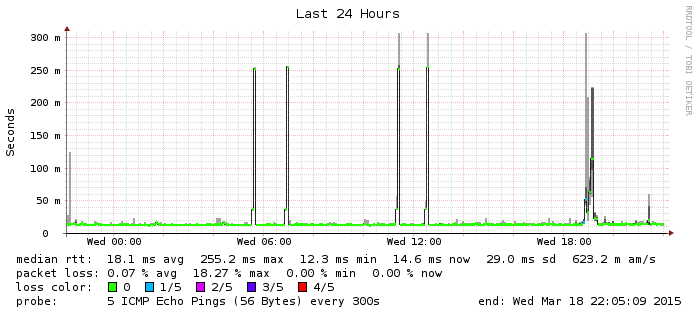 Last 24 Hours
RRDTOOL / TOBI OETIKER
Seconds
300 m
250 m
200 m
150 m
100 m
50 m
0
Wed 00:00 Wed 06:00 Wed 12:00 Wed 18:00
median rtt: 18.1 ms avg 255.2 ms max 12.3 ms min 14.6 ms now 29.0 ms sd 623.2 m am/s
packet loss: 0.07 % avg 18.27 % max 0.00 % min 0.00 % now
loss color: 0 1/5 2/5 3/5 4/5
probe: 5 ICMP Echo Pings (56 Bytes) every 300s end: Wed Mar 18 22:05:09 2015